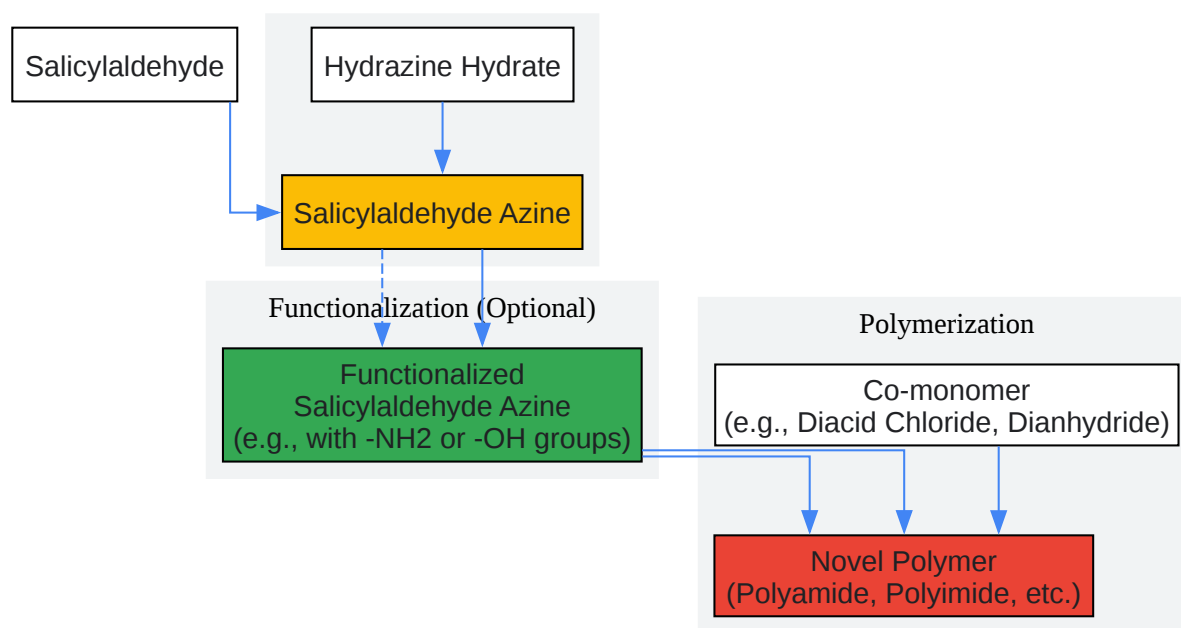 Salicylaldehyde
Hydrazine Hydrate
Salicylaldehyde Azine
Functionalization (Optional)
Functionalized
Salicylaldehyde Azine
(e.g., with -NH2 or -OH groups)
Polymerization
Co-monomer
(e.g., Diacid Chloride, Dianhydride)
Novel Polymer
(Polyamide, Polyimide, etc.)